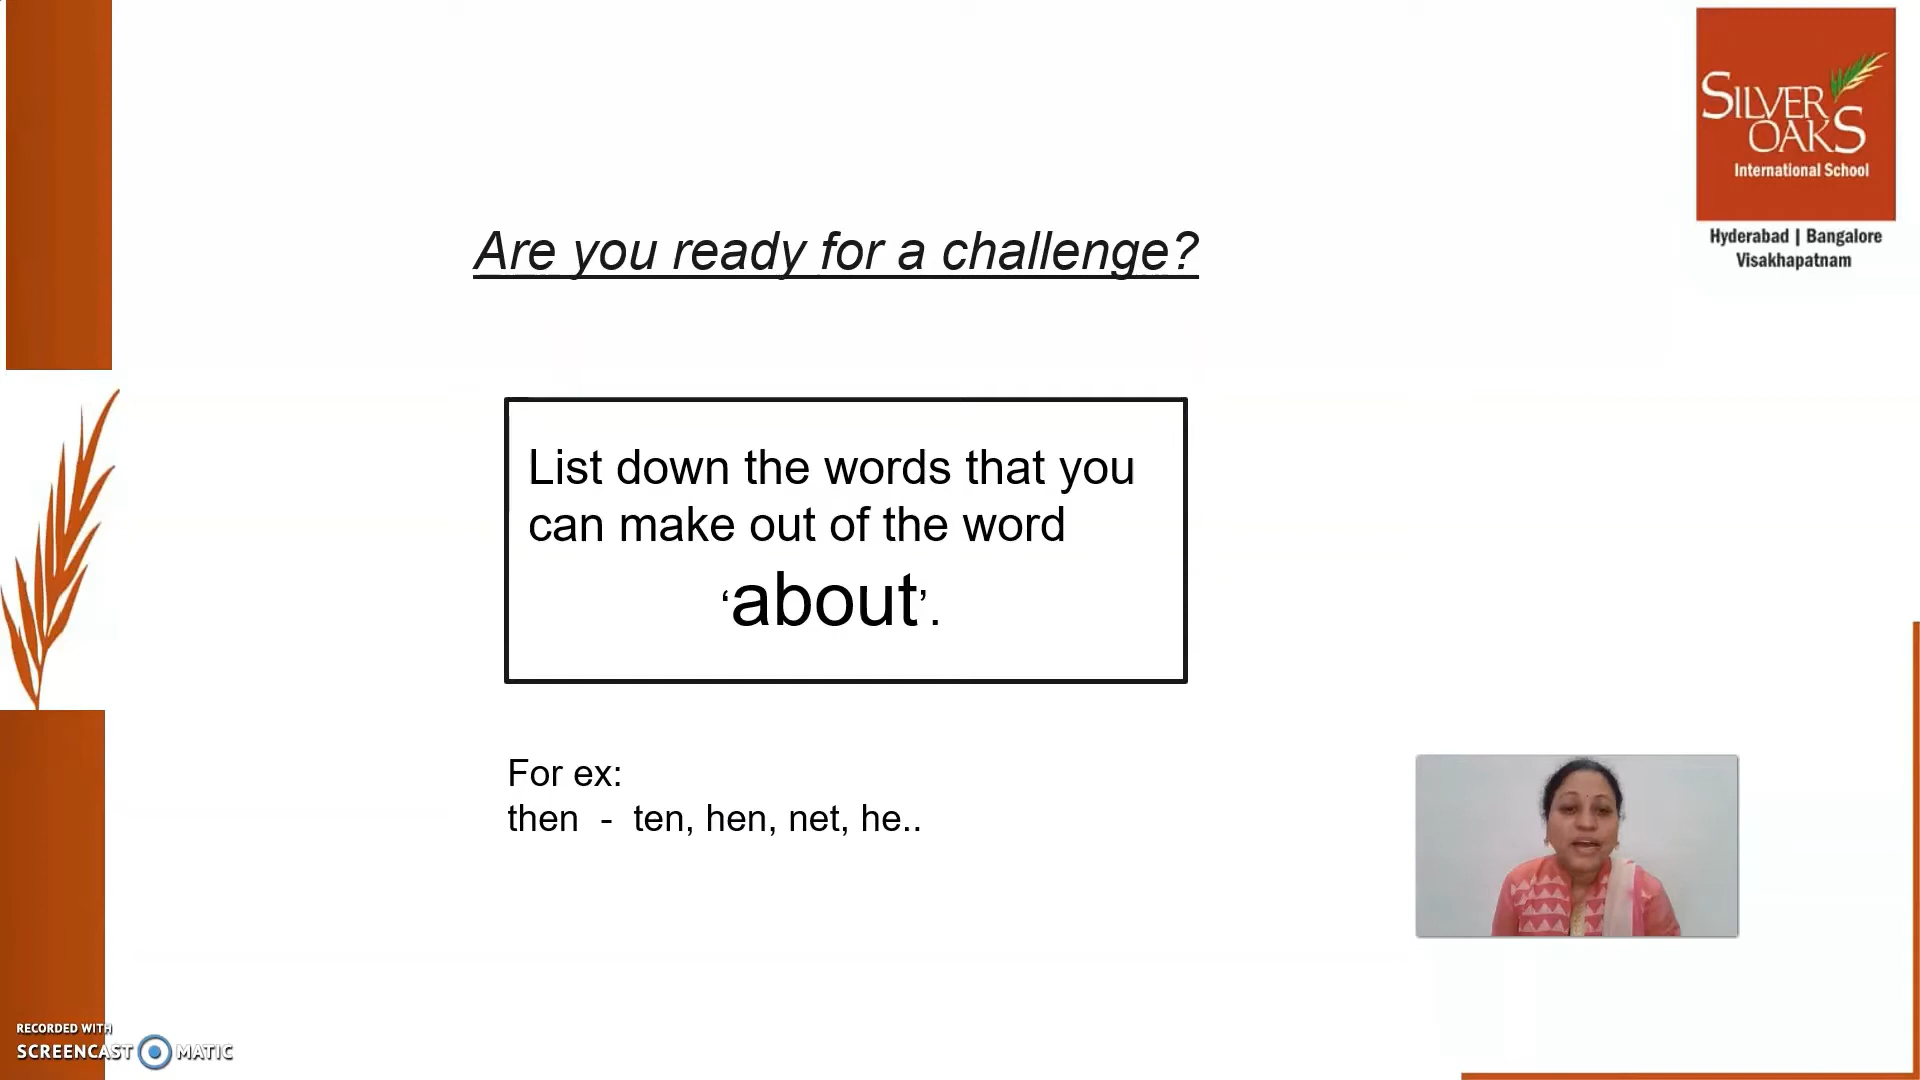 SILVER
OAKS
International School
Hyderabad | Bangalore
Visakhapatnam
Are you ready for a challenge?
List down the words that you
can make out of the word
‘about’.
For ex:
then - ten, hen, net, he..
RECORDED WITH
SCREENCAST MATIC